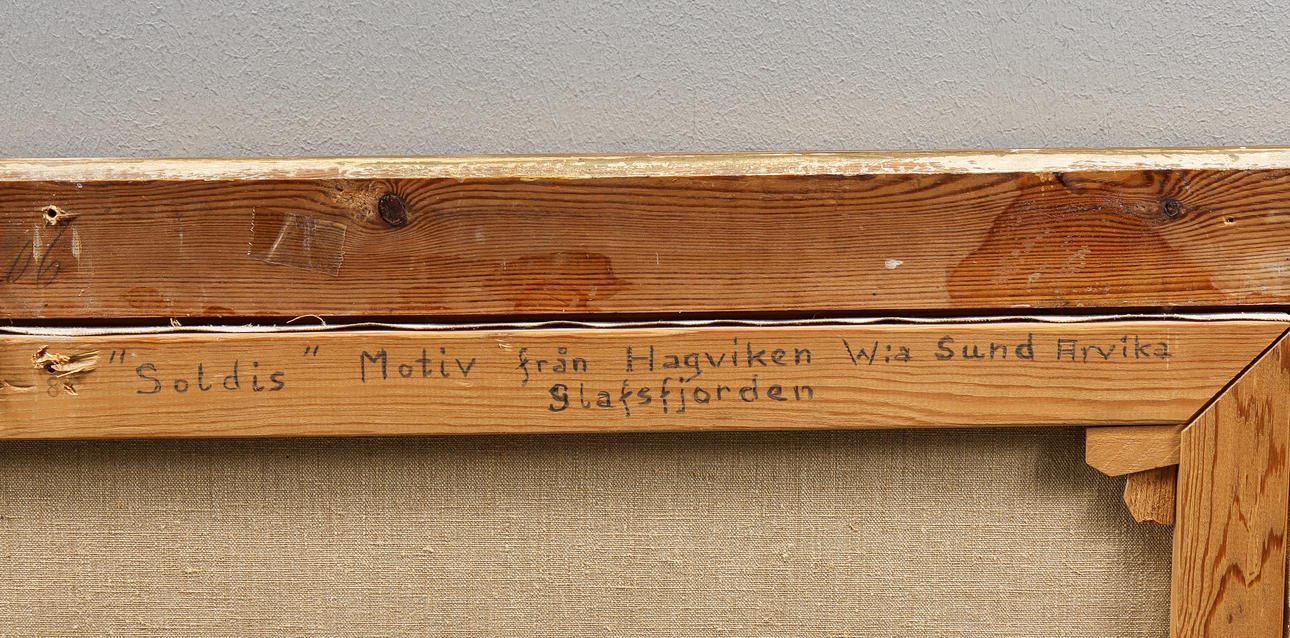 "Soldis" Motiv från Hagviken W:a Sund Arvika
Glafsfjorden